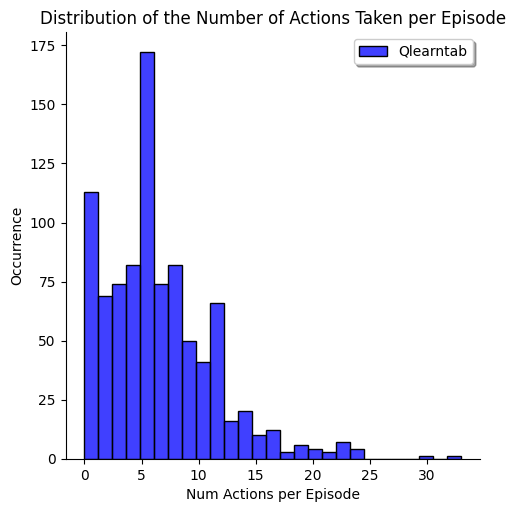 Distribution of the Number of Actions Taken per Episode
Qlearntab
175
150
125
100
75
50
25
0
Occurrence
0 5 10 15 20 25 30
Num Actions per Episode